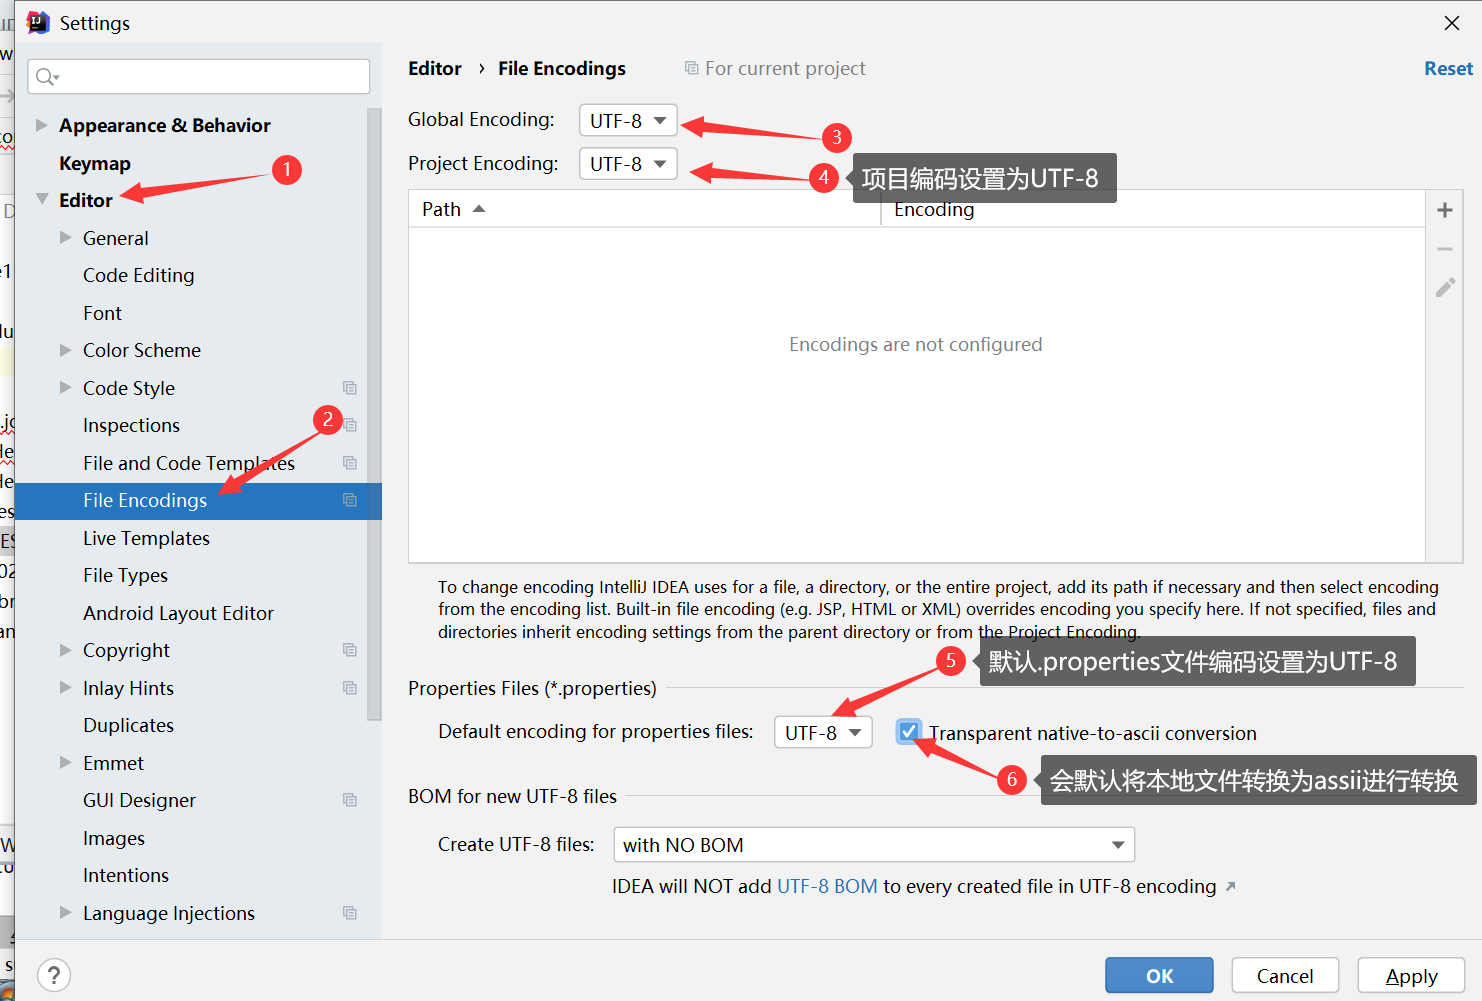 Settings
Editor › File Encodings
For current project
Reset
Appearance & Behavior
Keymap
Editor
General
Code Editing
Font
Color Scheme
Code Style
Inspections
File and Code Templates
File Encodings
Live Templates
File Types
Android Layout Editor
Copyright
Inlay Hints
Duplicates
Emmet
GUI Designer
Images
Intentions
Language Injections
1
2
Global Encoding: UTF-8
3
Project Encoding: UTF-8
4
项目编码设置为UTF-8
Path Encoding
Encodings are not configured
To change encoding IntelliJ IDEA uses for a file, a directory, or the entire project, add its path if necessary and then select encoding
from the encoding list. Built-in file encoding (e.g. JSP, HTML or XML) overrides encoding you specify here. If not specified, files and
directories inherit encoding settings from the parent directory or from the Project Encoding.
5
默认.properties文件编码设置为UTF-8
Properties Files (*.properties)
Default encoding for properties files: UTF-8 Transparent native-to-ascii conversion
6
会默认将本地文件转换为assii进行转换
BOM for new UTF-8 files
Create UTF-8 files: with NO BOM
IDEA will NOT add UTF-8 BOM to every created file in UTF-8 encoding
?
OK
Cancel
Apply